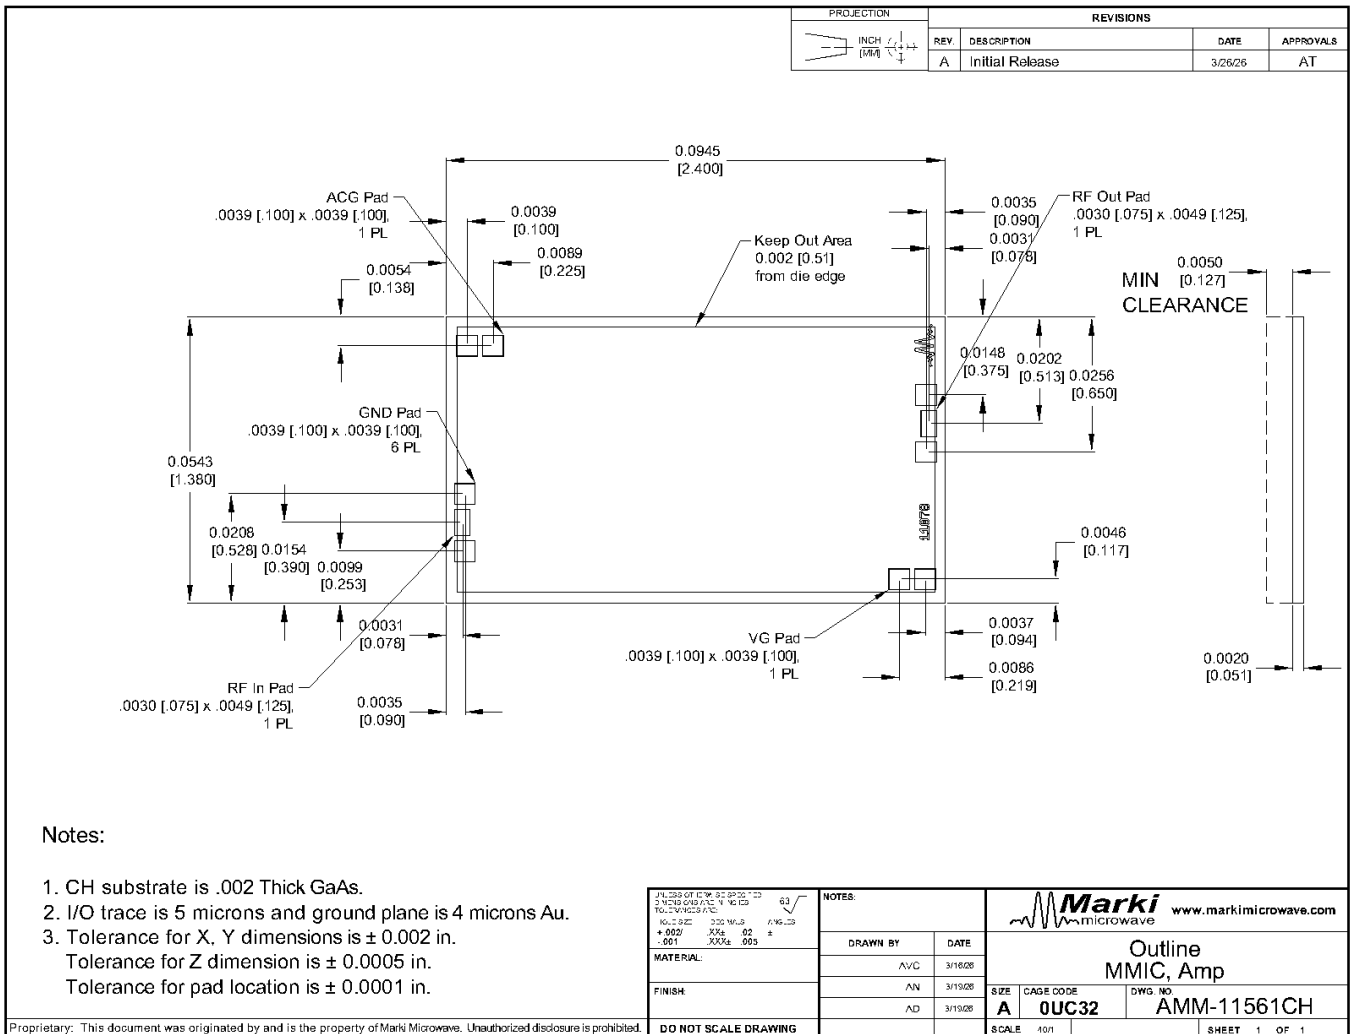 PROJECTION
INCH
[MM]
REVISIONS
REV.
DESCRIPTION
DATE
APPROVALS
A
Initial Release
3/26/26
AT
0.0945
[2.400]
ACG Pad
.0039 [.100] x .0039 [.100],
1 PL
0.0039
[0.100]
0.0089
[0.225]
0.0054
[0.138]
Keep Out Area
0.002 [0.51]
from die edge
0.0035
[0.090]
0.0031
[0.078]
RF Out Pad
.0030 [.075] x .0049 [.125],
1 PL
MIN
CLEARANCE
0.0050
[0.127]
0.0148
[0.375]
0.0202
[0.513]
0.0256
[0.650]
GND Pad
.0039 [.100] x .0039 [.100],
6 PL
0.0543
[1.380]
0.0208
[0.528]
0.0154
[0.390]
0.0099
[0.253]
0.0046
[0.117]
0.0031
[0.078]
VG Pad
.0039 [.100] x .0039 [.100],
1 PL
0.0037
[0.094]
0.0086
[0.219]
0.0020
[0.051]
RF In Pad
.0030 [.075] x .0049 [.125],
1 PL
0.0035
[0.090]
Notes:
1. CH substrate is .002 Thick GaAs.
2. I/O trace is 5 microns and ground plane is 4 microns Au.
3. Tolerance for X, Y dimensions is ± 0.002 in.
Tolerance for Z dimension is ± 0.0005 in.
Tolerance for pad location is ± 0.0001 in.
63
+.002/ .XX± .02 ±
-.001 .XXX± .005
MATERIAL:
FINISH:
DO NOT SCALE DRAWING
NOTES:
DRAWN BY
DATE
AVC
3/16/26
AN
3/19/26
AD
3/19/26
Marki
microwave
www.markimicrowave.com
Outline
MMIC, Amp
SIZE
A
CAGE CODE
0UC32
DWG. NO.
AMM-11561CH
SCALE 40/1
SHEET 1 OF 1
Proprietary: This document was originated by and is the property of Marki Microwave. Unauthorized disclosure is prohibited.